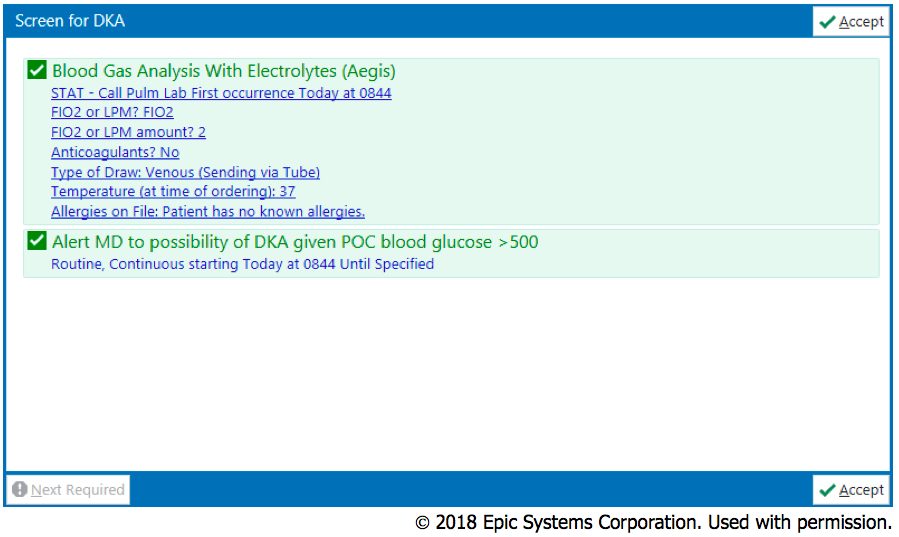 Screen for DKA
Accept
Blood Gas Analysis With Electrolytes (Aegis)
STAT - Call Pulm Lab First occurrence Today at 0844
FIO2 or LPM? FIO2
FIO2 or LPM amount? 2
Anticoagulants? No
Type of Draw: Venous (Sending via Tube)
Temperature (at time of ordering): 37
Allergies on File: Patient has no known allergies.
Alert MD to possibility of DKA given POC blood glucose >500
Routine, Continuous starting Today at 0844 Until Specified
Next Required
Accept
© 2018 Epic Systems Corporation. Used with permission.